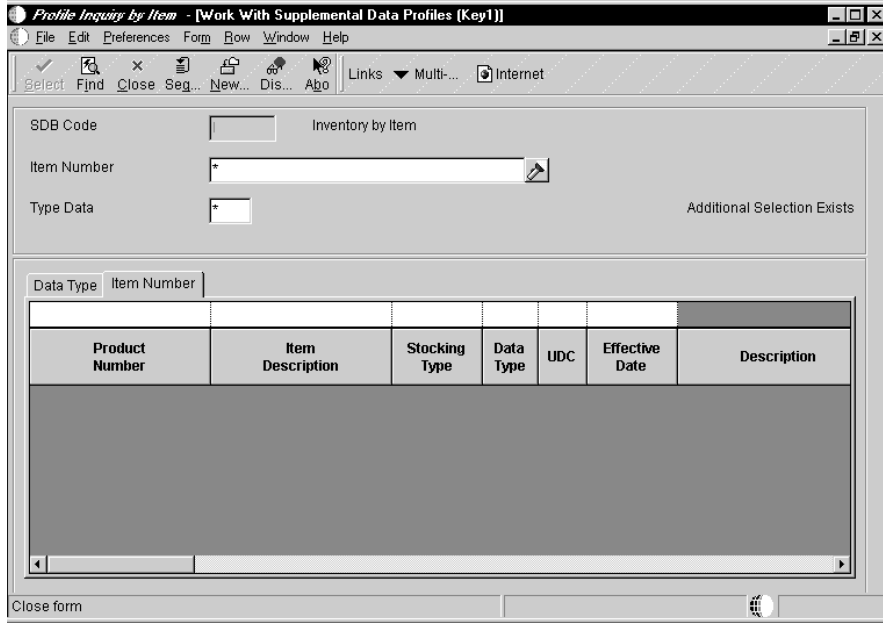 Profile Inquiry by Item - [Work With Supplemental Data Profiles (Key1)]
File Edit Preferences Form Row Window Help
Select Find Close Seq... New... Dis... Abo Links Multi-... Internet
SDB Code I Inventory by Item
Item Number *
Type Data * Additional Selection Exists
Data Type Item Number
Product Number Item Description Stocking Type Data Type UDC Effective Date Description
Close form